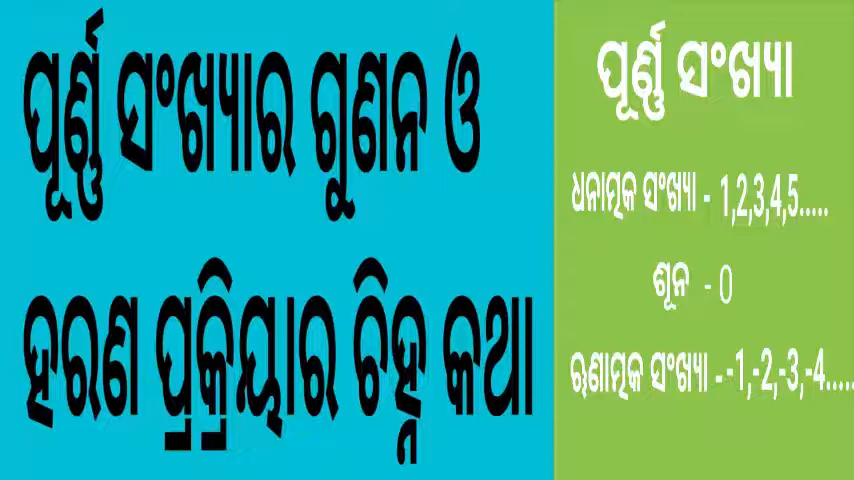 ପୂର୍ଣ୍ଣ ସଂଖ୍ୟାର ଗୁଣନ ଓ
ହରଣ ପ୍ରକ୍ରିୟାର ଚିହ୍ନ କଥା
ପୂର୍ଣ୍ଣ ସଂଖ୍ୟା
ଧନାତ୍ମକ ସଂଖ୍ୟା - 1,2,3,4,5.....
ଶୂନ - 0
ଋଣାତ୍ମକ ସଂଖ୍ୟା - -1,-2,-3,-4.....